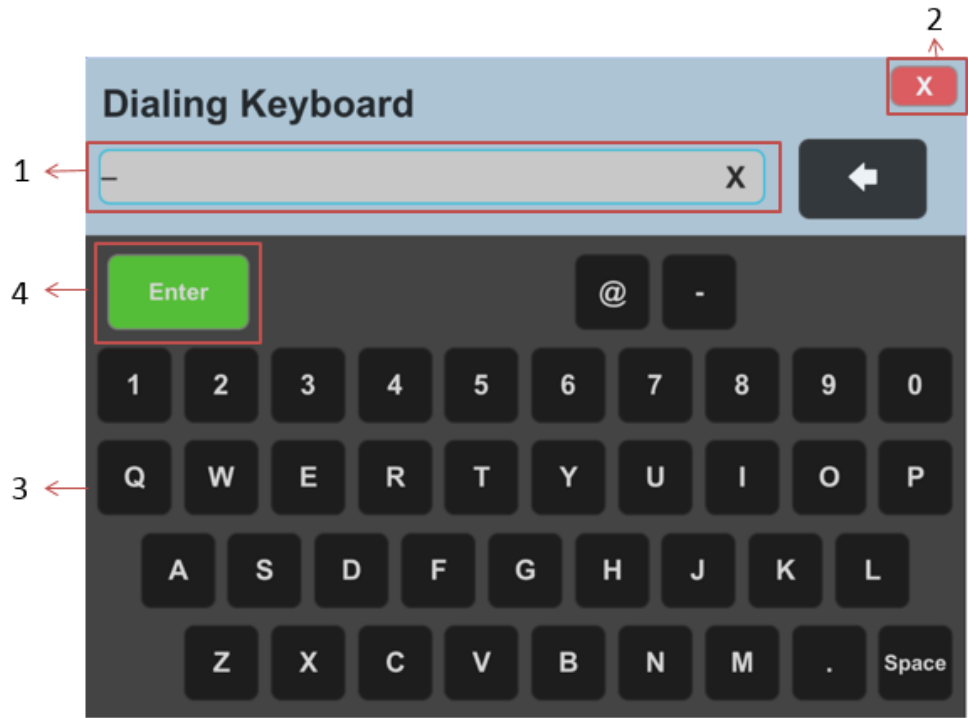 2
X
Dialing Keyboard
1
_ X
4
Enter @ -
1 2 3 4 5 6 7 8 9 0
3
Q W E R T Y U I O P
A S D F G H J K L
Z X C V B N M . Space